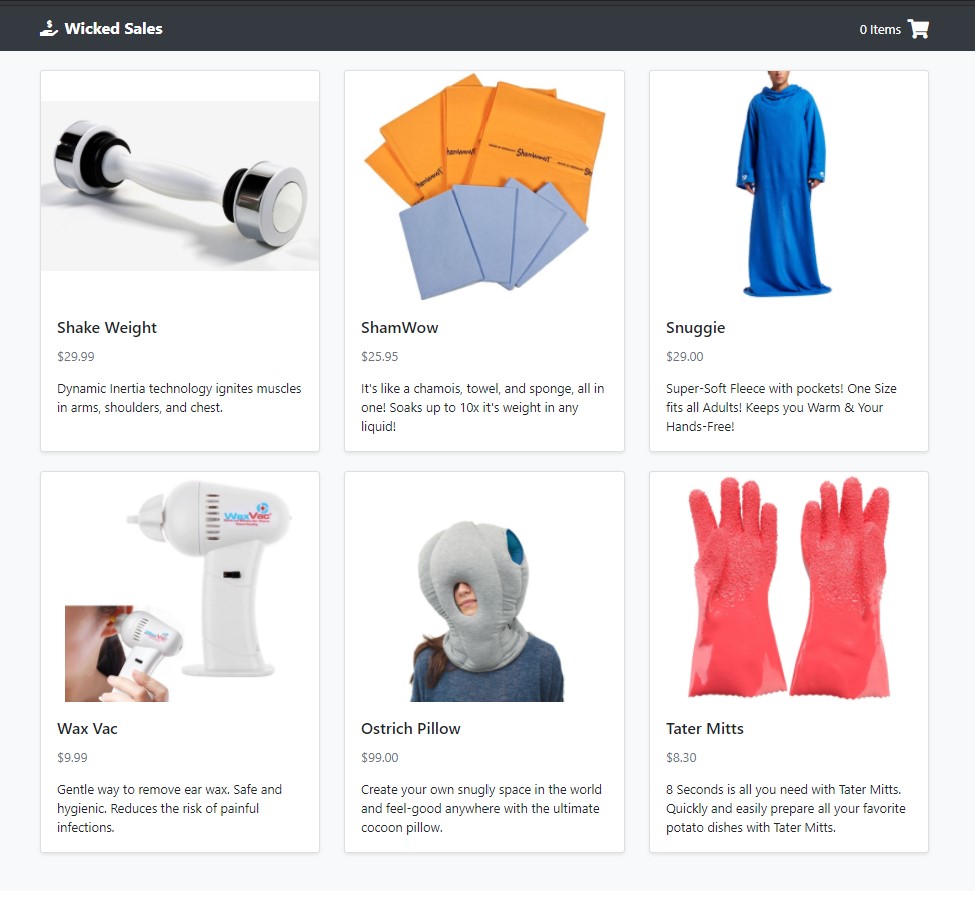 Wicked Sales
0 Items
ShamWow!
ShamWow!
ShamWow!
Sh
Shake Weight
$29.99
Dynamic Inertia technology ignites muscles
in arms, shoulders, and chest.
ShamWow
$25.95
It's like a chamois, towel, and sponge, all in
one! Soaks up to 10x it's weight in any
liquid!
Snuggie
$29.00
Super-Soft Fleece with pockets! One Size
fits all Adults! Keeps you Warm & Your
Hands-Free!
WaxVac
WaxVac
Wax Vac
$9.99
Gentle way to remove ear wax. Safe and
hygienic. Reduces the risk of painful
infections.
Ostrich Pillow
$99.00
Create your own snugly space in the world
and feel-good anywhere with the ultimate
cocoon pillow.
Tater Mitts
$8.30
8 Seconds is all you need with Tater Mitts.
Quickly and easily prepare all your favorite
potato dishes with Tater Mitts.